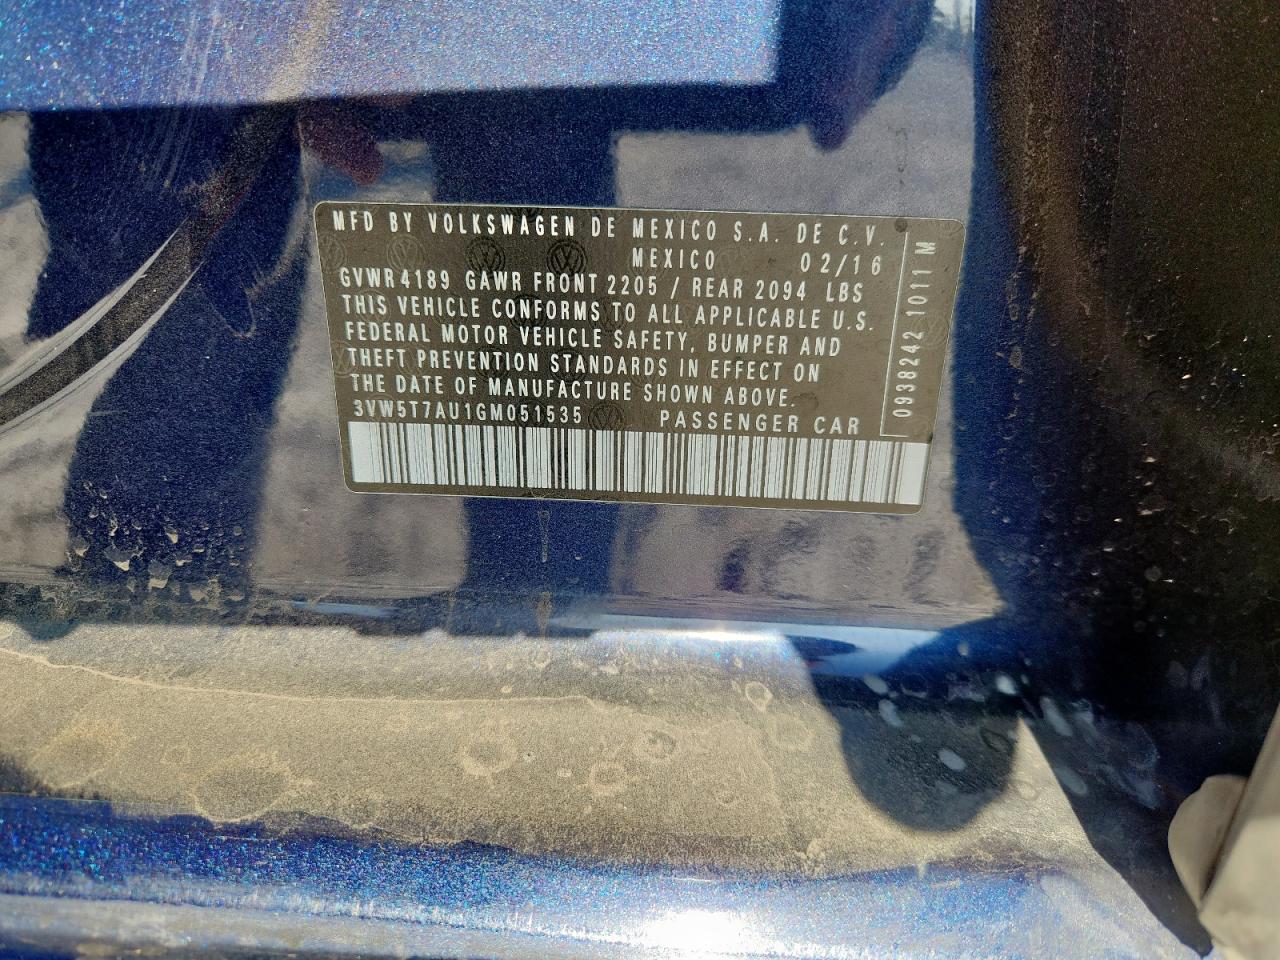 MFD BY VOLKSWAGEN DE MEXICO S.A. DE C.V.
MEXICO 02/16
GVWR 4189 GAWR FRONT 2205 / REAR 2094 LBS
THIS VEHICLE CONFORMS TO ALL APPLICABLE U.S.
FEDERAL MOTOR VEHICLE SAFETY, BUMPER AND
THEFT PREVENTION STANDARDS IN EFFECT ON
THE DATE OF MANUFACTURE SHOWN ABOVE.
3VW5T7AU1GM051535 PASSENGER CAR
0938242 1011 M